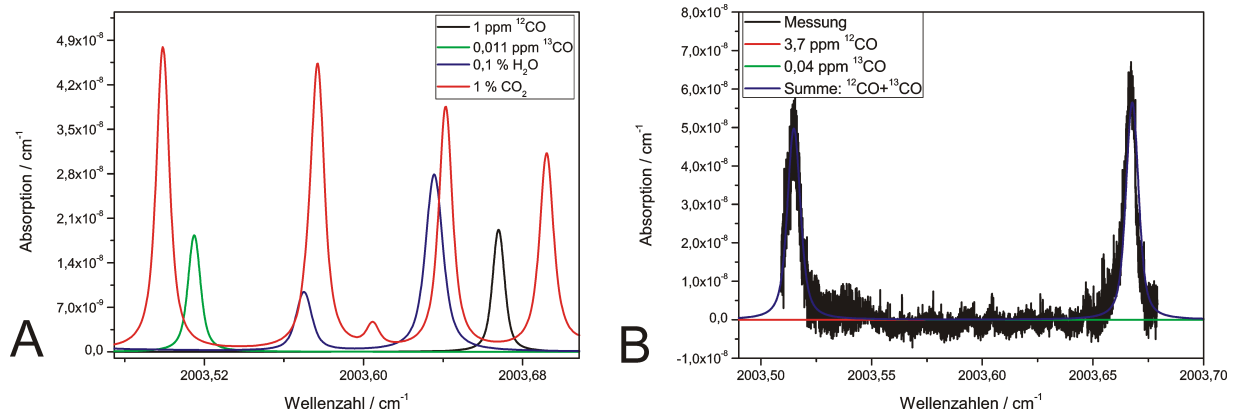 4,9x10⁻⁸
4,2x10⁻⁸
3,5x10⁻⁸
2,8x10⁻⁸
2,1x10⁻⁸
1,4x10⁻⁸
7,0x10⁻⁹
0,0
Absorption / cm⁻¹
1 ppm ¹²CO
0,011 ppm ¹³CO
0,1 % H₂O
1 % CO₂
2003,52
2003,60
2003,68
Wellenzahl / cm⁻¹
A
8,0x10⁻⁸
7,0x10⁻⁸
6,0x10⁻⁸
5,0x10⁻⁸
4,0x10⁻⁸
3,0x10⁻⁸
2,0x10⁻⁸
1,0x10⁻⁸
0,0
-1,0x10⁻⁸
Absorption / cm⁻¹
Messung
3,7 ppm ¹²CO
0,04 ppm ¹³CO
Summe: ¹²CO+¹³CO
2003,50
2003,55
2003,60
2003,65
2003,70
Wellenzahlen / cm⁻¹
B